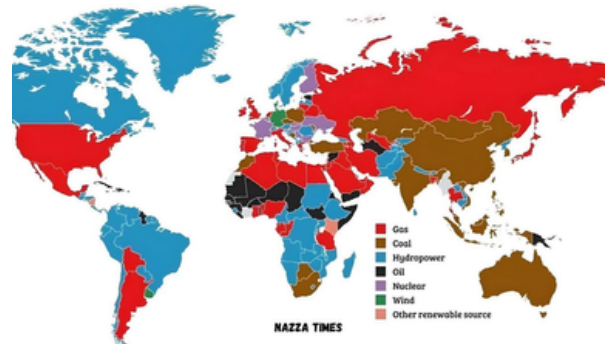 Gas
Coal
Hydropower
Oil
Nuclear
Wind
Other renewable source
NAZZA TIMES